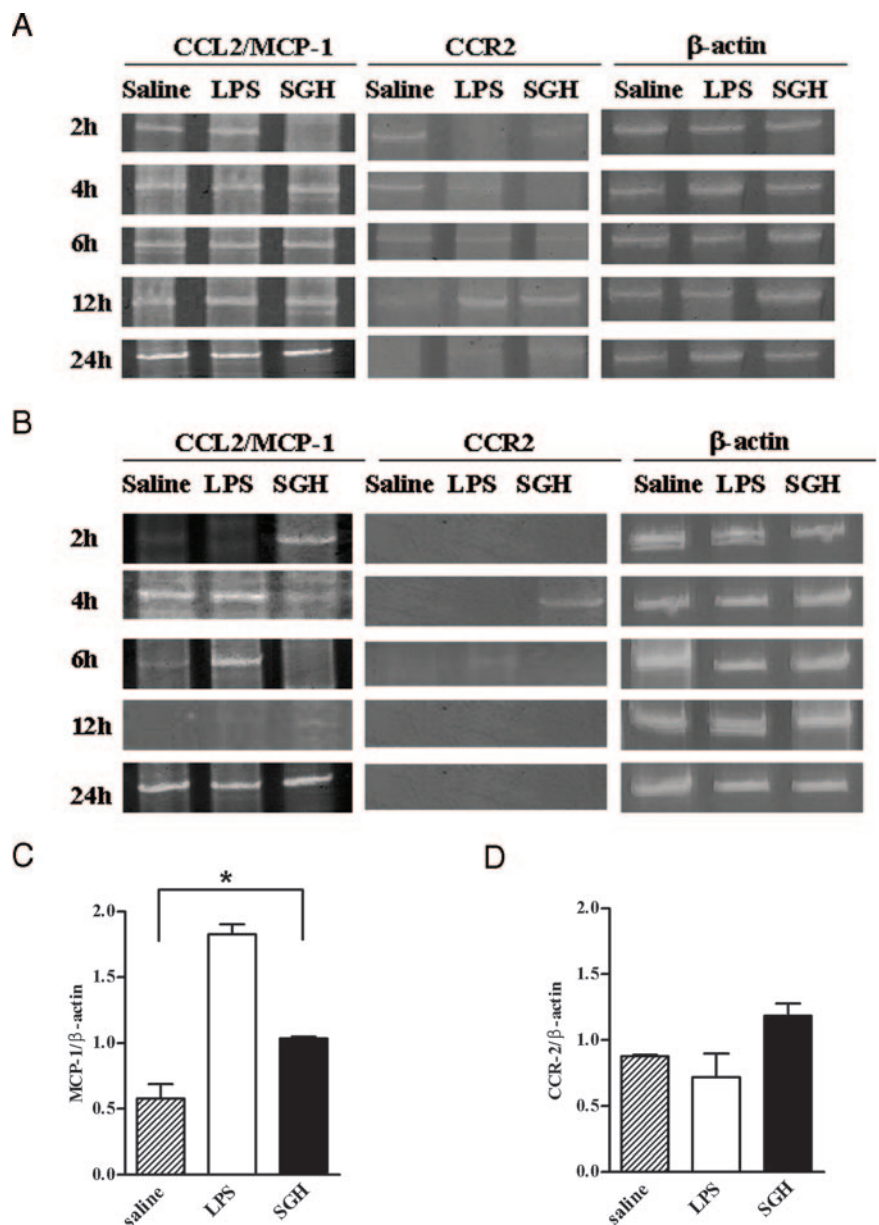 A
CCL2/MCP-1 CCR2 β-actin
Saline LPS SGH Saline LPS SGH Saline LPS SGH
2h
4h
6h
12h
24h
B
CCL2/MCP-1 CCR2 β-actin
Saline LPS SGH Saline LPS SGH Saline LPS SGH
2h
4h
6h
12h
24h
C D
*
2.0
1.5
1.0
0.5
0.0
MCP-1/β-actin
saline LPS SGH
2.0
1.5
1.0
0.5
0.0
CCR-2/β-actin
saline LPS SGH